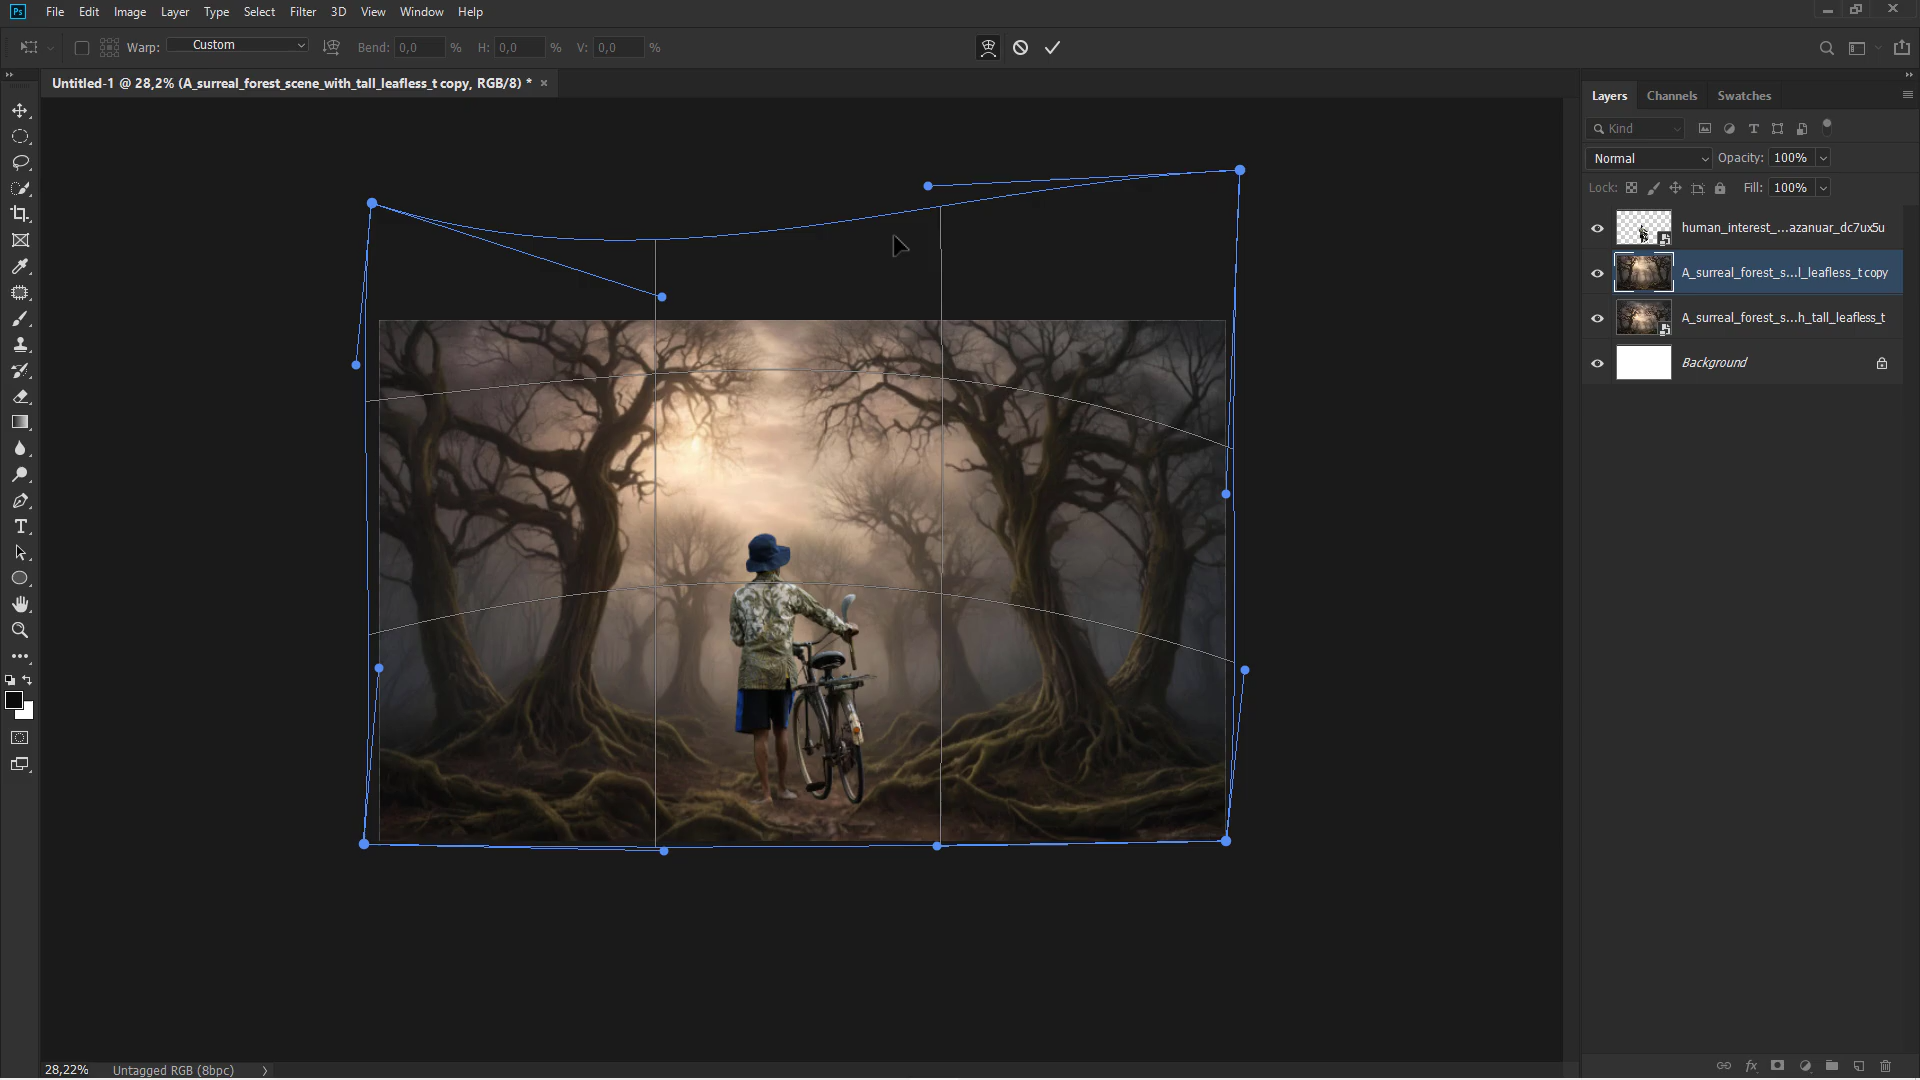 Ps File Edit Image Layer Type Select Filter 3D View Window Help
Warp: Custom Bend: 0,0 % H: 0,0 % V: 0,0 %
Untitled-1 @ 28,2% (A_surreal_forest_scene_with_tall_leafless_t copy, RGB/8) * ×
Layers Channels Swatches
Kind
Normal Opacity: 100%
Lock: Fill: 100%
human_interest_...azanuar_dc7ux5u
A_surreal_forest_s...l_leafless_t copy
A_surreal_forest_s...h_tall_leafless_t
Background
28,22% Untagged RGB (8bpc)
fx